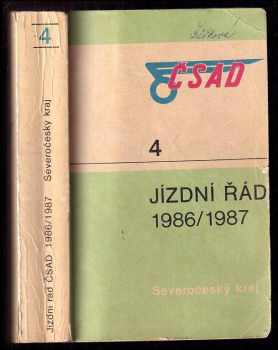 4
Jízdní řád ČSAD 1986/1987 Severočeský kraj
ČSAD
4
JÍZDNÍ ŘÁD
1986/1987
Severočeský kraj